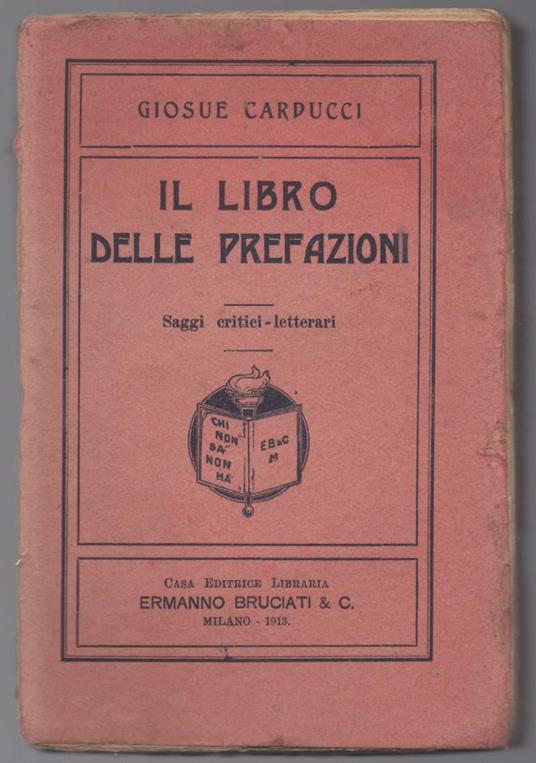 GIOSUE CARDUCCI
IL LIBRO
DELLE PREFAZIONI
Saggi critici-letterari
CHI
NON
SA
NON
HA
EB&C
M
CASA EDITRICE LIBRARIA
ERMANNO BRUCIATI & C.
MILANO - 1913.